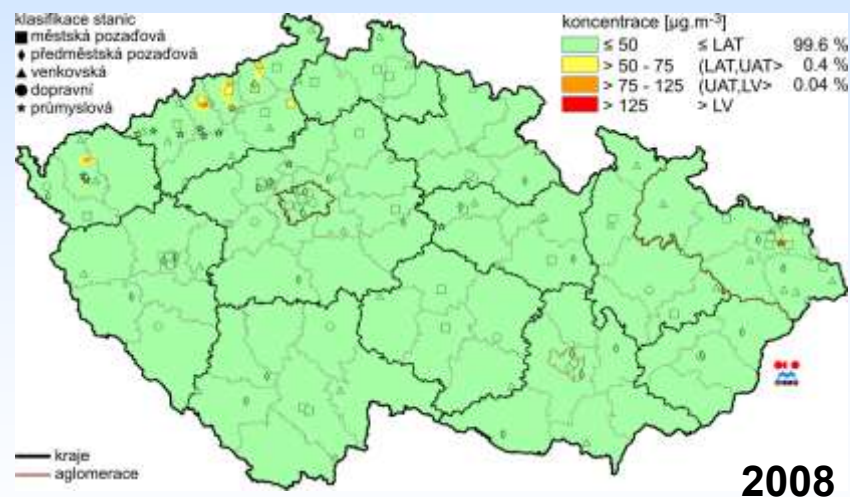 klasifikace stanic
městská pozaďová
předměstská pozaďová
venkovská
dopravní
průmyslová
koncentrace [µg.m-³]
≤ 50 ≤ LAT 99.6 %
> 50 - 75 (LAT,UAT> 0.4 %
> 75 - 125 (UAT,LV> 0.04 %
> 125 > LV
kraje
aglomerace
2008